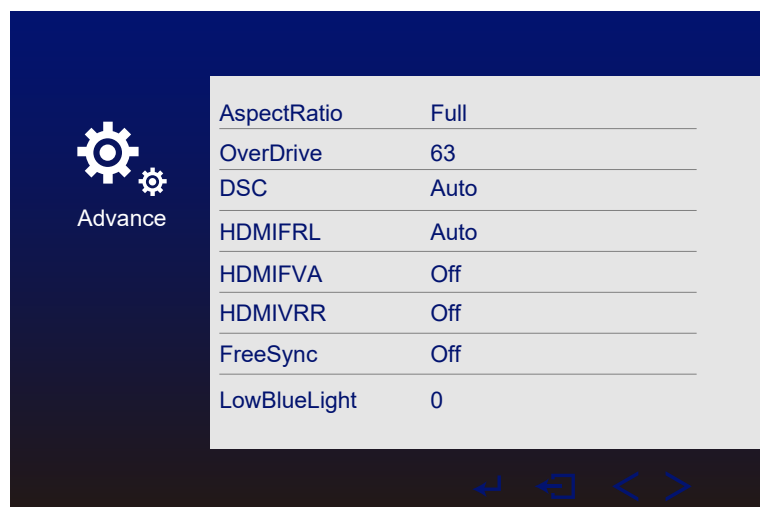 Advance
AspectRatio Full
OverDrive 63
DSC Auto
HDMIFRL Auto
HDMIFVA Off
HDMIVRR Off
FreeSync Off
LowBlueLight 0